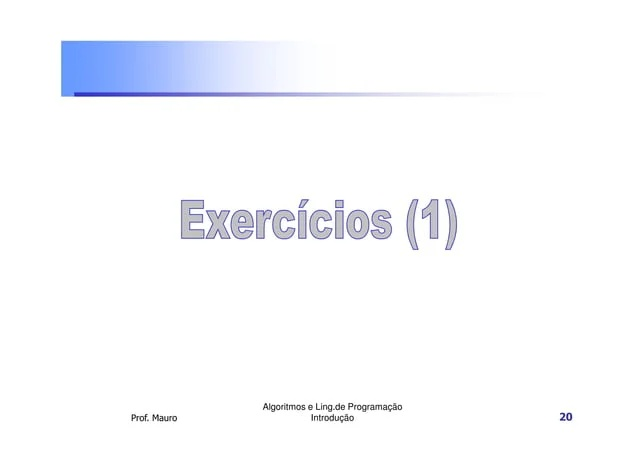 Exercícios (1)
Algoritmos e Ling.de Programação
Prof. Mauro
Introdução
20